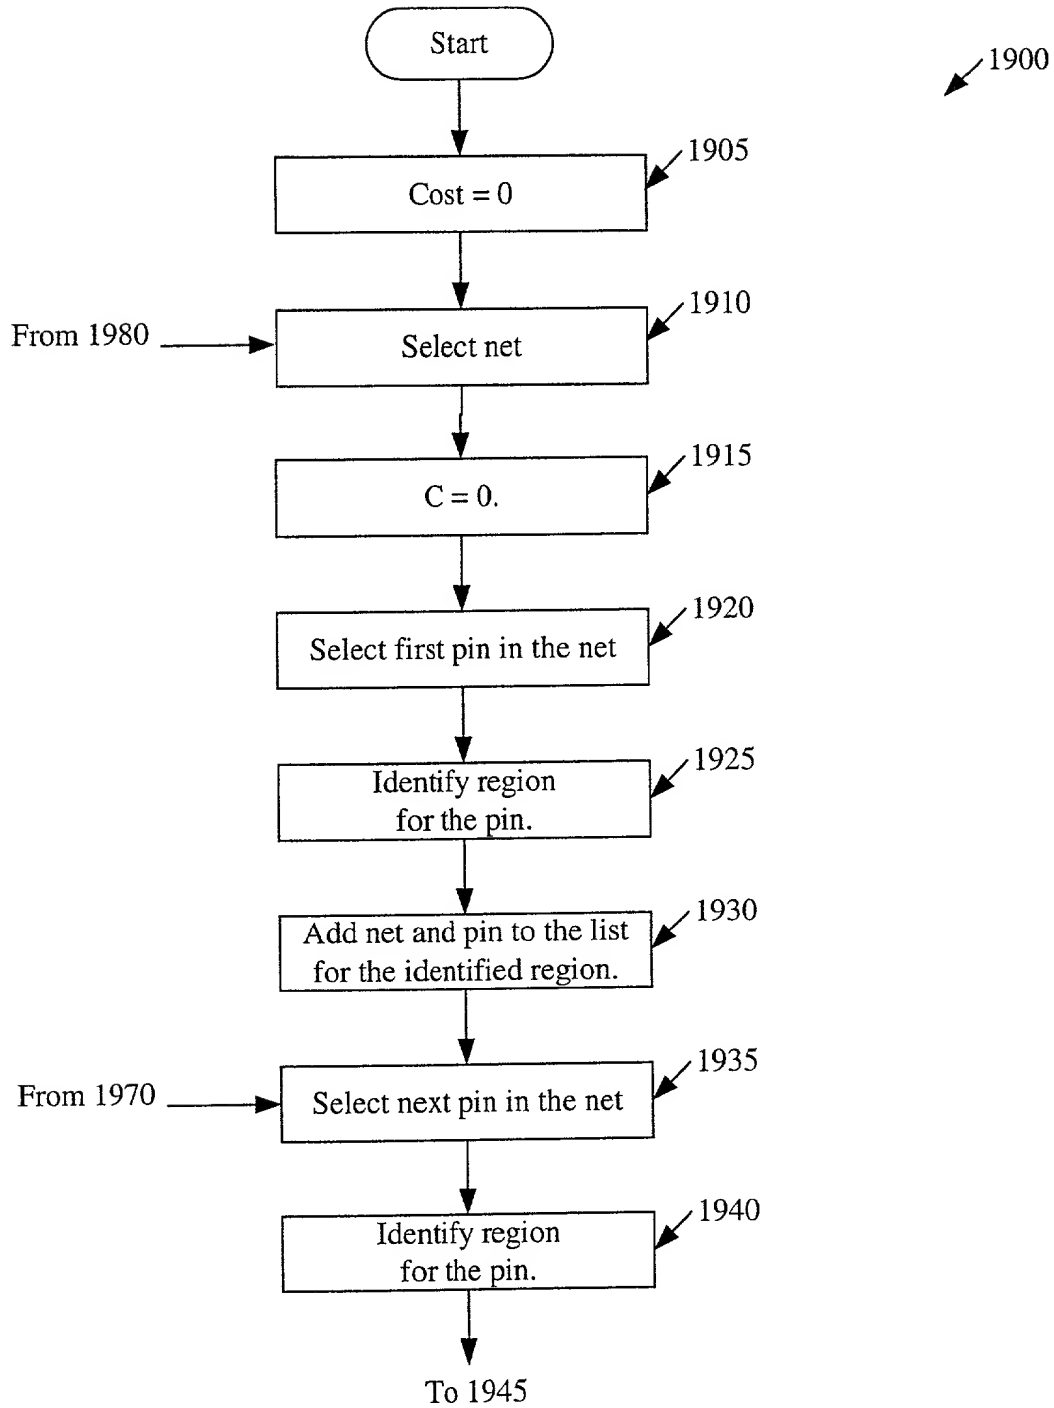 Start
1900
1905
Cost = 0
1910
From 1980
Select net
1915
C = 0.
1920
Select first pin in the net
1925
Identify region
for the pin.
1930
Add net and pin to the list
for the identified region.
1935
From 1970
Select next pin in the net
1940
Identify region
for the pin.
To 1945